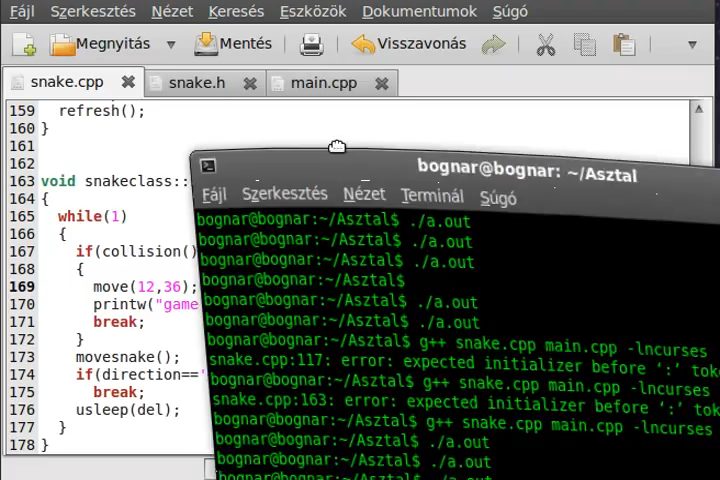 Fájl Szerkesztés Nézet Keresés Eszközök Dokumentumok Súgó
Megnyitás Mentés Visszavonás
snake.cpp snake.h main.cpp
159 refresh();
160 }
161
162
163 void snakeclass::
164 {
165 while(1)
166 {
167 if(collision()
168 {
169 move(12,36);
170 printw("game
171 break;
172 }
173 movesnake();
174 if(direction=='
175 break;
176 usleep(del);
177 }
178 }
bognar@bognar: ~/Asztal
Fájl Szerkesztés Nézet Terminál Súgó
bognar@bognar:~/Asztal$ ./a.out
bognar@bognar:~/Asztal$ ./a.out
bognar@bognar:~/Asztal$ ./a.out
bognar@bognar:~/Asztal$
bognar@bognar:~/Asztal$ ./a.out
bognar@bognar:~/Asztal$ ./a.out
bognar@bognar:~/Asztal$ g++ snake.cpp main.cpp -lncurses
snake.cpp:117: error: expected initializer before ‘:’ tok
bognar@bognar:~/Asztal$ g++ snake.cpp main.cpp -lncurses
snake.cpp:163: error: expected initializer before ‘:’ tok
bognar@bognar:~/Asztal$ g++ snake.cpp main.cpp -lncurses
bognar@bognar:~/Asztal$ ./a.out
bognar@bognar:~/Asztal$ ./a.out
bognar@bognar:~/Asztal$ ./a.out